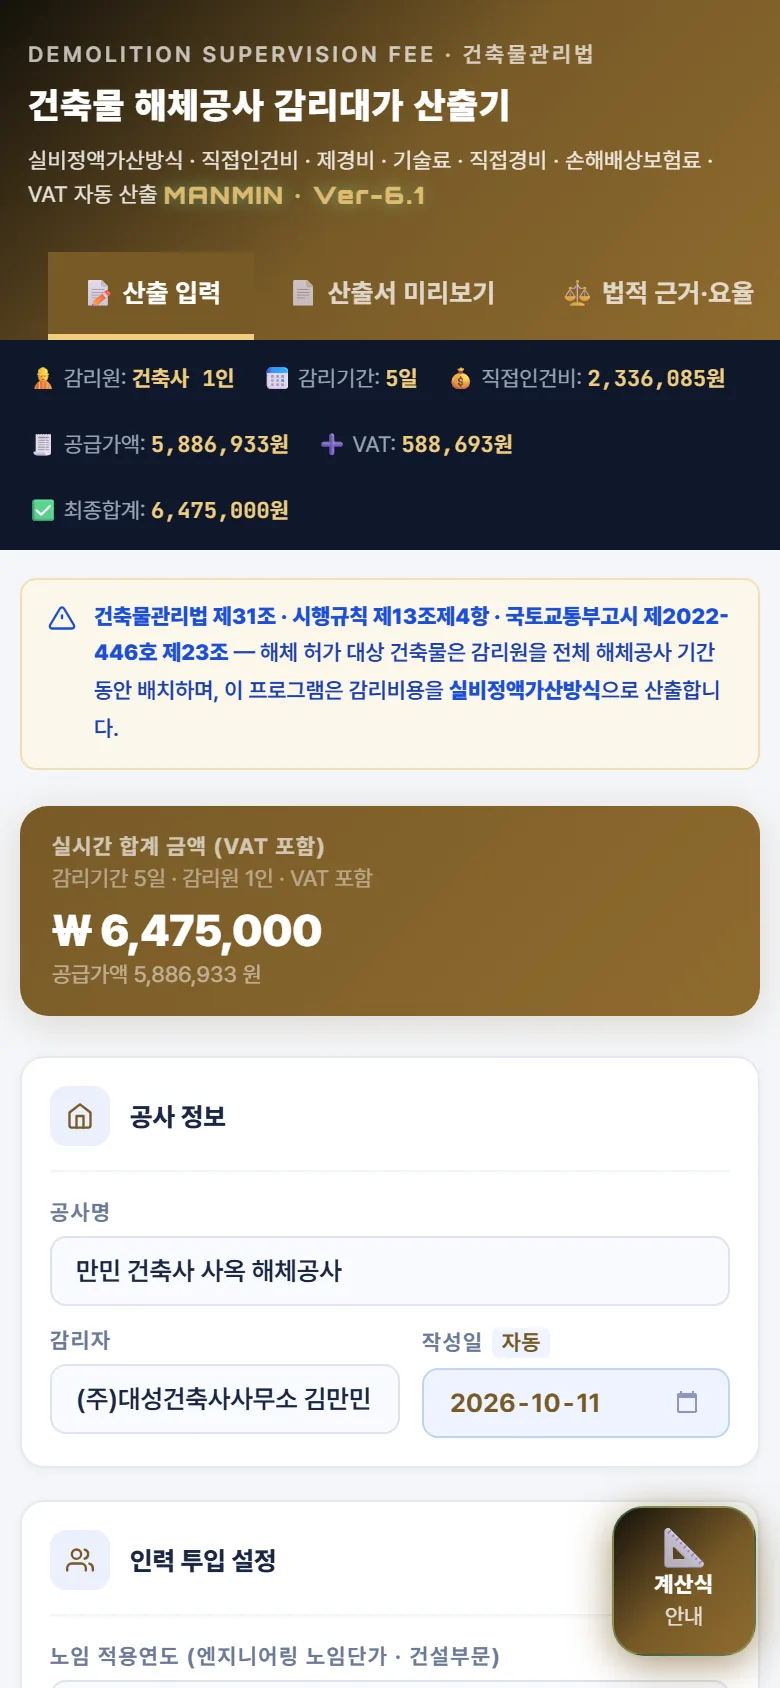 DEMOLITION SUPERVISION FEE · 건축물관리법
건축물 해체공사 감리대가 산출기
실비정액가산방식 · 직접인건비 · 제경비 · 기술료 · 직접경비 · 손해배상보험료 ·
VAT 자동 산출 MANMIN · Ver-6.1
산출 입력 산출서 미리보기 법적 근거·요율
감리원: 건축사 1인 감리기간: 5일 직접인건비: 2,336,085원
공급가액: 5,886,933원 VAT: 588,693원
최종합계: 6,475,000원
건축물관리법 제31조 · 시행규칙 제13조제4항 · 국토교통부고시 제2022-
446호 제23조 — 해체 허가 대상 건축물은 감리원을 전체 해체공사 기간
동안 배치하며, 이 프로그램은 감리비용을 실비정액가산방식으로 산출합니
다.
실시간 합계 금액 (VAT 포함)
감리기간 5일 · 감리원 1인 · VAT 포함
₩ 6,475,000
공급가액 5,886,933 원
공사 정보
공사명
만민 건축사 사옥 해체공사
감리자
작성일 자동
(주)대성건축사사무소 김만민
2026-10-11
인력 투입 설정
계산식
안내
노임 적용연도 (엔지니어링 노임단가 · 건설부문)